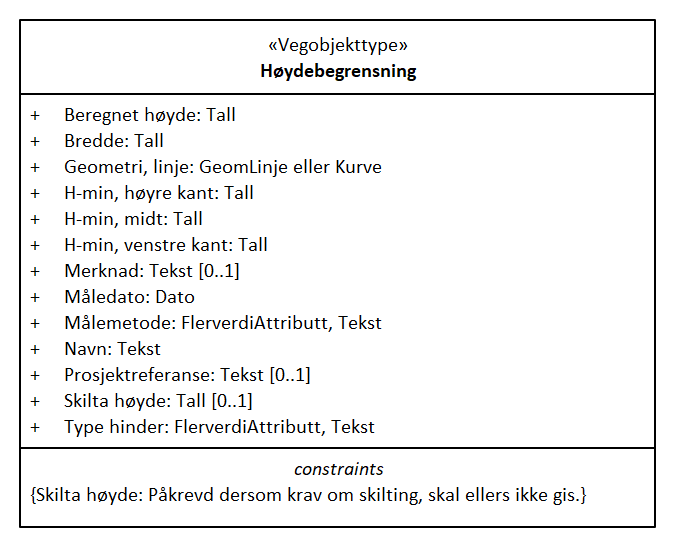 «Vegobjekttype»
Høydebegrensning
+ Beregnet høyde: Tall
+ Bredde: Tall
+ Geometri, linje: GeomLinje eller Kurve
+ H-min, høyre kant: Tall
+ H-min, midt: Tall
+ H-min, venstre kant: Tall
+ Merknad: Tekst [0..1]
+ Måledato: Dato
+ Målemetode: FlerverdiAttributt, Tekst
+ Navn: Tekst
+ Prosjektreferanse: Tekst [0..1]
+ Skilta høyde: Tall [0..1]
+ Type hinder: FlerverdiAttributt, Tekst
constraints
{Skilta høyde: Påkrevd dersom krav om skilting, skal ellers ikke gis.}